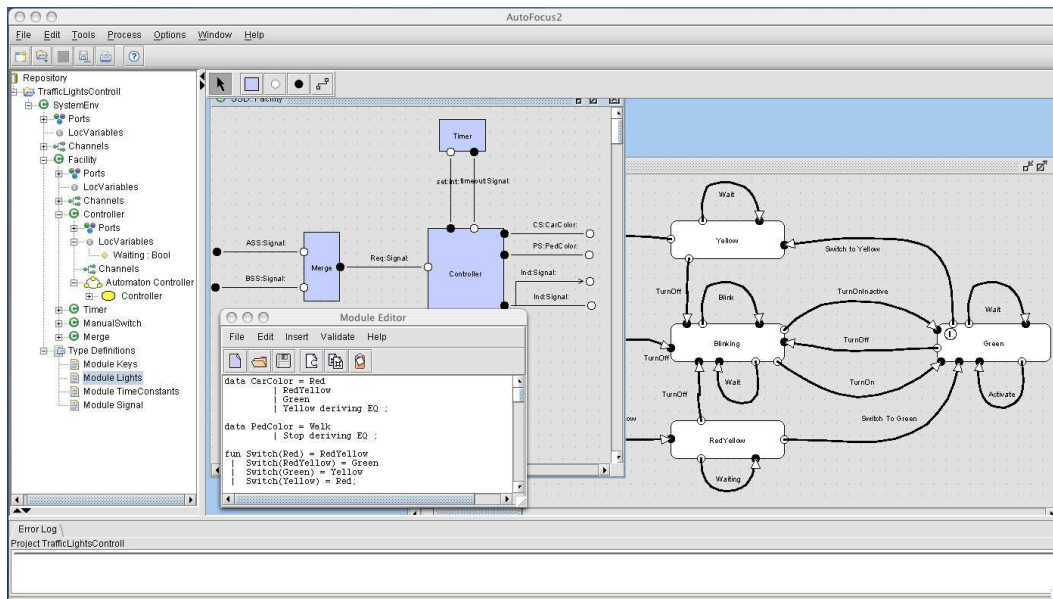 AutoFocus2
File Edit Tools Process Options Window Help
Repository
TrafficLightsControll
SystemEnv
Ports
LocVariables
Channels
Facility
Ports
LocVariables
Channels
Controller
Ports
LocVariables
Waiting : Bool
Channels
Automaton Controller
Controller
Timer
ManualSwitch
Merge
Type Definitions
Module Keys
Module Lights
Module TimeConstants
Module Signal
SSD: Facility
Timer
set:Int:timeoutSignal:
ASS:Signal:
BSS:Signal:
Merge
Req:Signal:
Controller
CS:CarColor:
PS:PedColor:
Ind:Signal:
Ind:Signal:
Module Editor
File Edit Insert Validate Help
data CarColor = Red
| RedYellow
| Green
| Yellow deriving EQ ;
data PedColor = Walk
| Stop deriving EQ ;
fun Switch(Red) = RedYellow
| Switch(RedYellow) = Green
| Switch(Green) = Yellow
| Switch(Yellow) = Red;
Wait
Yellow
Switch to Yellow
TurnOff
Blink
TurnOnInactive
Wait
Blinking
TurnOff
Green
TurnOff
Wait
TurnOn
Activate
TurnOff
Switch To Green
ow
RedYellow
Waiting
Error Log
Project TrafficLightsControll